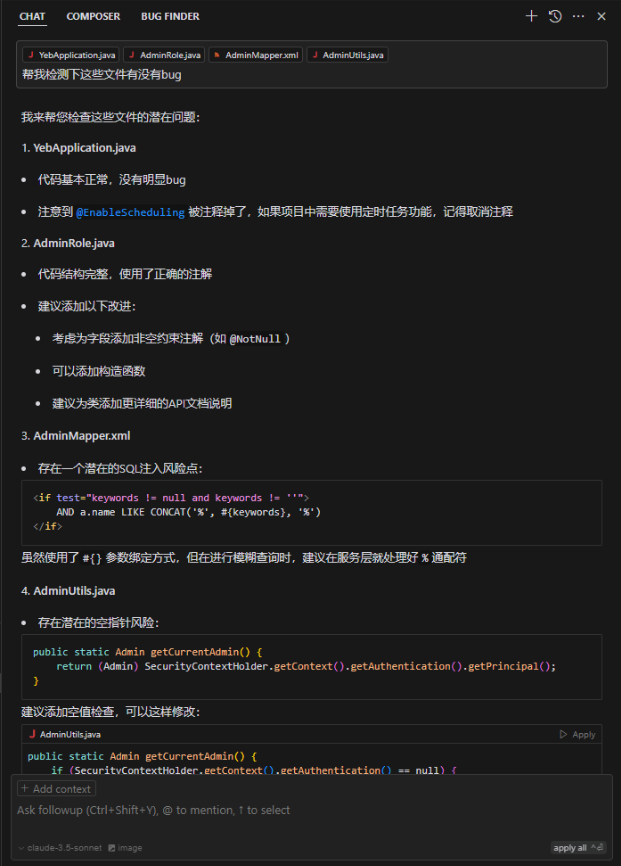 CHAT COMPOSER BUG FINDER
YebApplication.java AdminRole.java AdminMapper.xml AdminUtils.java
帮我检测下这些文件有没有bug
我来帮您检查这些文件的潜在问题：
1. YebApplication.java
• 代码基本正常，没有明显bug
• 注意到 @EnableScheduling 被注释掉了，如果项目中需要使用定时任务功能，记得取消注释
2. AdminRole.java
• 代码结构完整，使用了正确的注解
• 建议添加以下改进：
• 考虑为字段添加非空约束注解（如 @NotNull ）
• 可以添加构造函数
• 建议为类添加更详细的API文档说明
3. AdminMapper.xml
• 存在一个潜在的SQL注入风险点：
<if test="keywords != null and keywords != ''">
AND a.name LIKE CONCAT('%', #{keywords}, '%')
</if>
虽然使用了 #{} 参数绑定方式，但在进行模糊查询时，建议在服务层就处理好 % 通配符
4. AdminUtils.java
• 存在潜在的空指针风险：
public static Admin getCurrentAdmin() {
return (Admin) SecurityContextHolder.getContext().getAuthentication().getPrincipal();
}
建议添加空值检查，可以这样修改：
AdminUtils.java Apply
public static Admin getCurrentAdmin() {
if (SecurityContextHolder.getContext().getAuthentication() == null) {
+ Add context
Ask followup (Ctrl+Shift+Y), @ to mention, ↑ to select
claude-3.5-sonnet image apply all